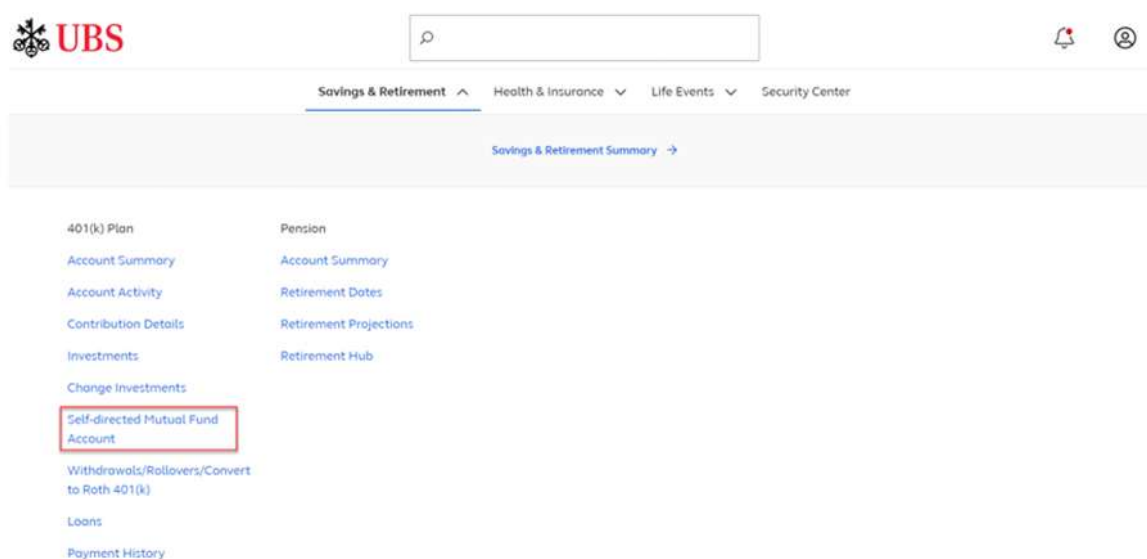 UBS
Savings & Retirement
Health & Insurance
Life Events
Security Center
Savings & Retirement Summary →
401(k) Plan
Account Summary
Account Activity
Contribution Details
Investments
Change Investments
Self-directed Mutual Fund
Account
Withdrawals/Rollovers/Convert
to Roth 401(k)
Loans
Payment History
Pension
Account Summary
Retirement Dates
Retirement Projections
Retirement Hub